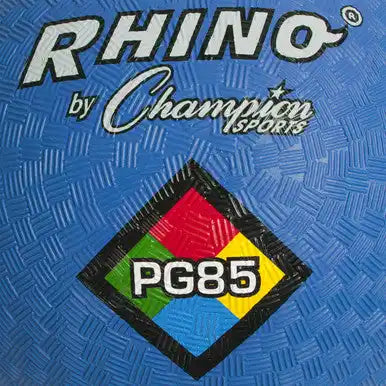 RHINO®
by Champion
SPORTS
PG85